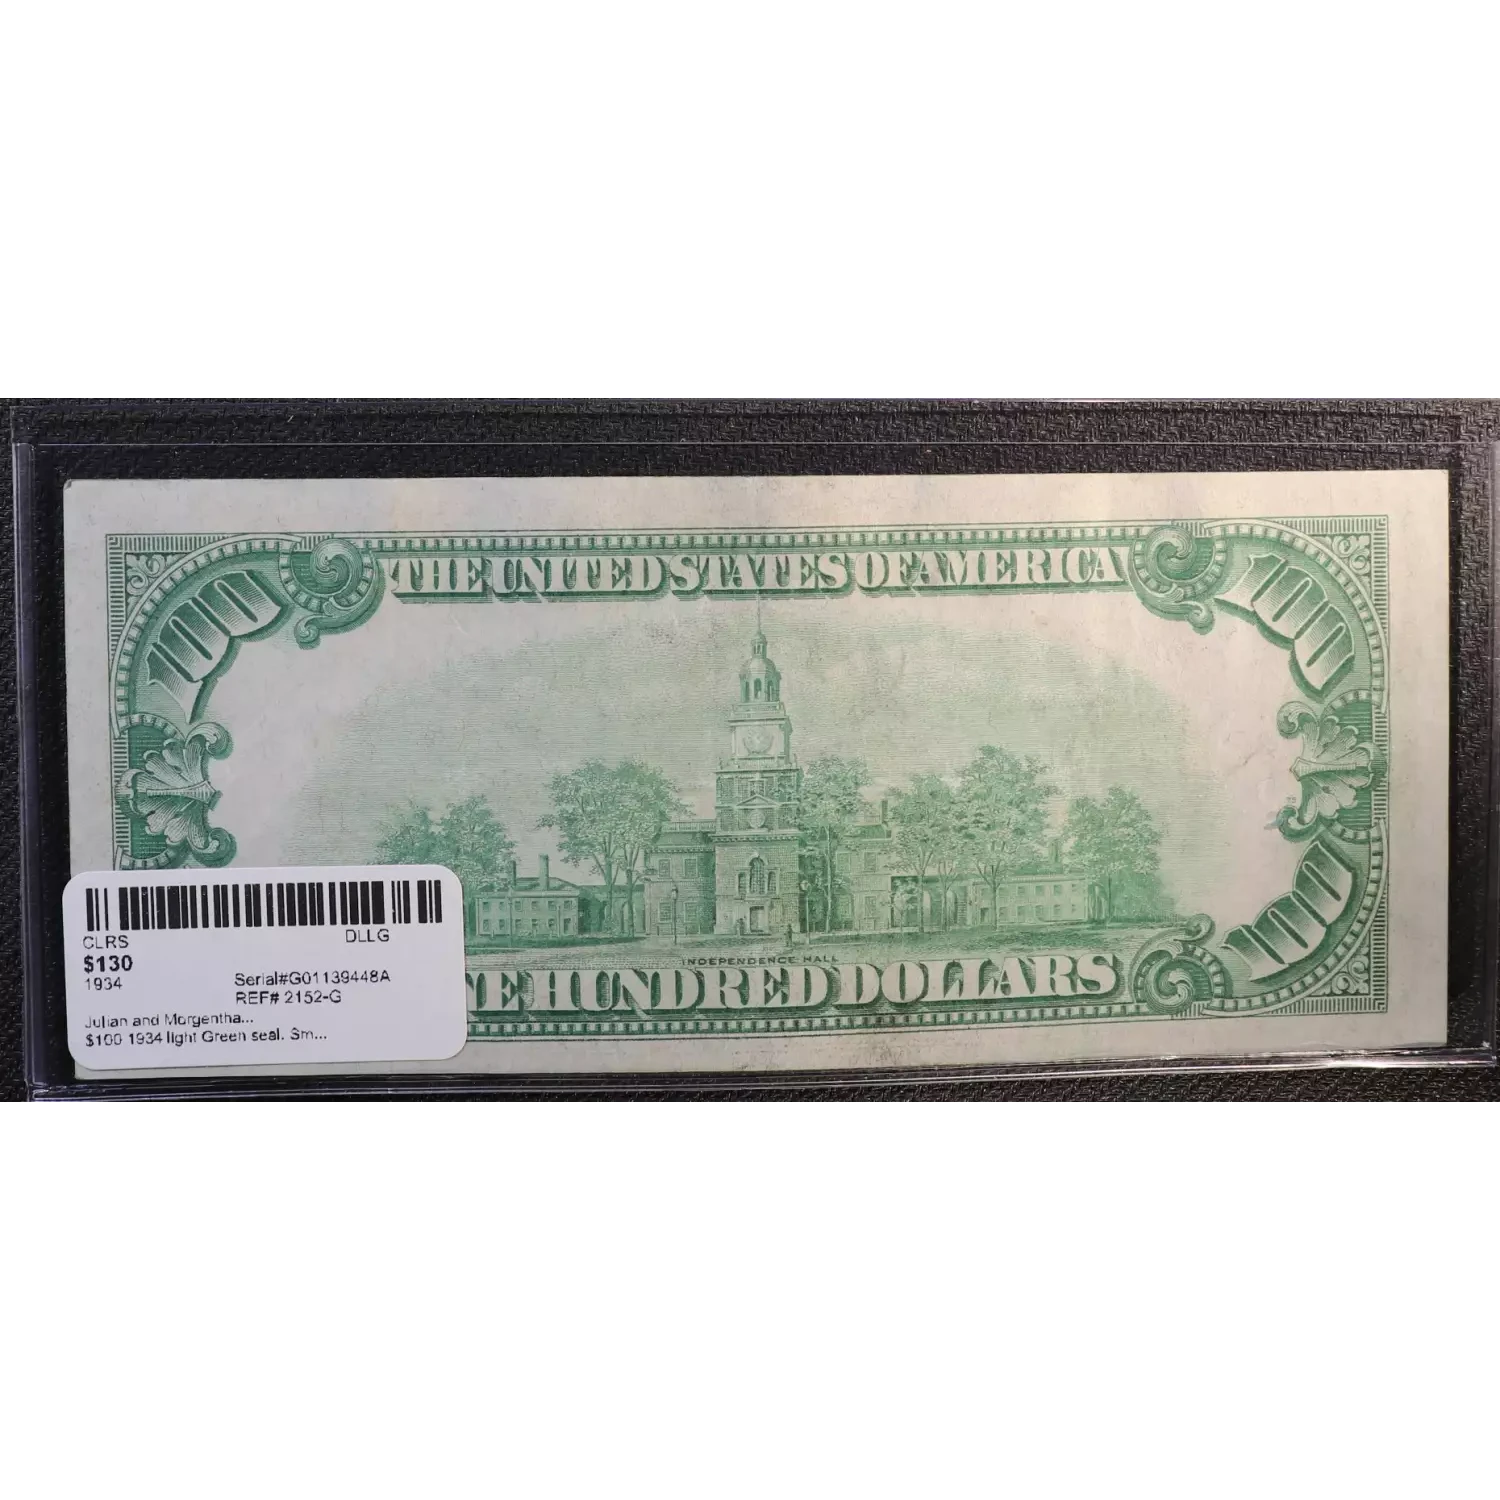 THE UNITED STATES OF AMERICA
100
100
100
INDEPENDENCE HALL
NE HUNDRED DOLLARS
CLRS DLLG
$130
1934 Serial#G01139448A
REF# 2152-G
Julian and Morgentha...
$100 1934 light Green seal. Sm...